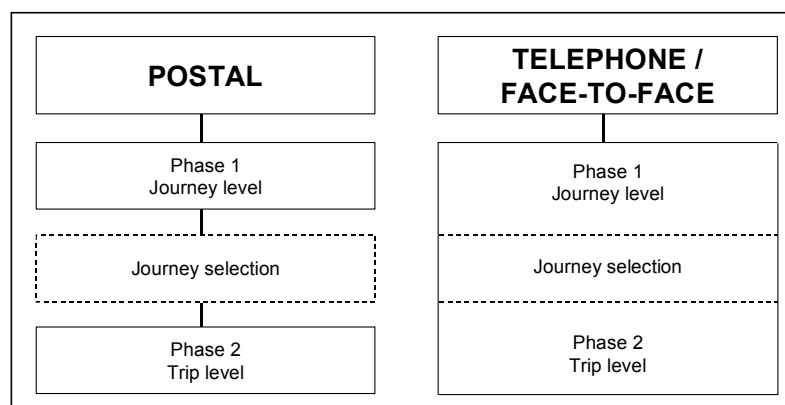 POSTAL
Phase 1
Journey level
Journey selection
Phase 2
Trip level
TELEPHONE /
FACE-TO-FACE
Phase 1
Journey level
Journey selection
Phase 2
Trip level